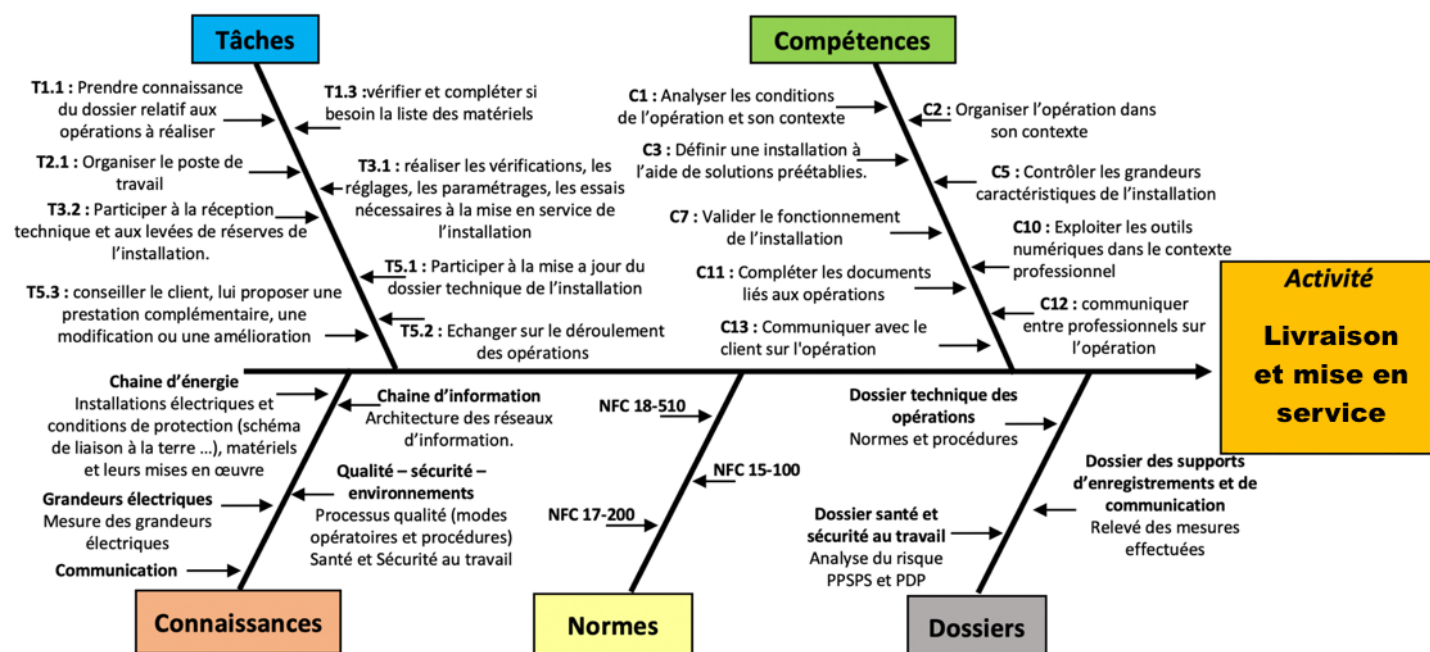 Tâches
T1.1 : Prendre connaissance
du dossier relatif aux
opérations à réaliser
T1.3 :vérifier et compléter si
besoin la liste des matériels
T2.1 : Organiser le poste de
travail
T3.1 : réaliser les vérifications, les
réglages, les paramétrages, les essais
nécessaires à la mise en service de
l'installation
T3.2 : Participer à la réception
technique et aux levées de réserves de
l'installation.
T5.1 : Participer à la mise a jour du
dossier technique de l'installation
T5.3 : conseiller le client, lui proposer une
prestation complémentaire, une
modification ou une amélioration
T5.2 : Echanger sur le déroulement
des opérations
Compétences
C1 : Analyser les conditions
de l'opération et son contexte
C2 : Organiser l'opération dans
son contexte
C3 : Définir une installation à
l'aide de solutions préétablies.
C5 : Contrôler les grandeurs
caractéristiques de l'installation
C7 : Valider le fonctionnement
de l'installation
C10 : Exploiter les outils
numériques dans le contexte
professionnel
C11 : Compléter les documents
liés aux opérations
C12 : communiquer
entre professionnels sur
l'opération
C13 : Communiquer avec le
client sur l'opération
Activité
Livraison
et mise en
service
Chaine d'énergie
Installations électriques et
conditions de protection (schéma
de liaison à la terre ...), matériels
et leurs mises en œuvre
Chaine d'information
Architecture des réseaux
d'information.
Grandeurs électriques
Mesure des grandeurs
électriques
Qualité – sécurité –
environnements
Processus qualité (modes
opératoires et procédures)
Santé et Sécurité au travail
Communication
Connaissances
NFC 18-510
NFC 15-100
NFC 17-200
Normes
Dossier technique des
opérations
Normes et procédures
Dossier des supports
d'enregistrements et de
communication
Relevé des mesures
effectuées
Dossier santé et
sécurité au travail
Analyse du risque
PPSPS et PDP
Dossiers